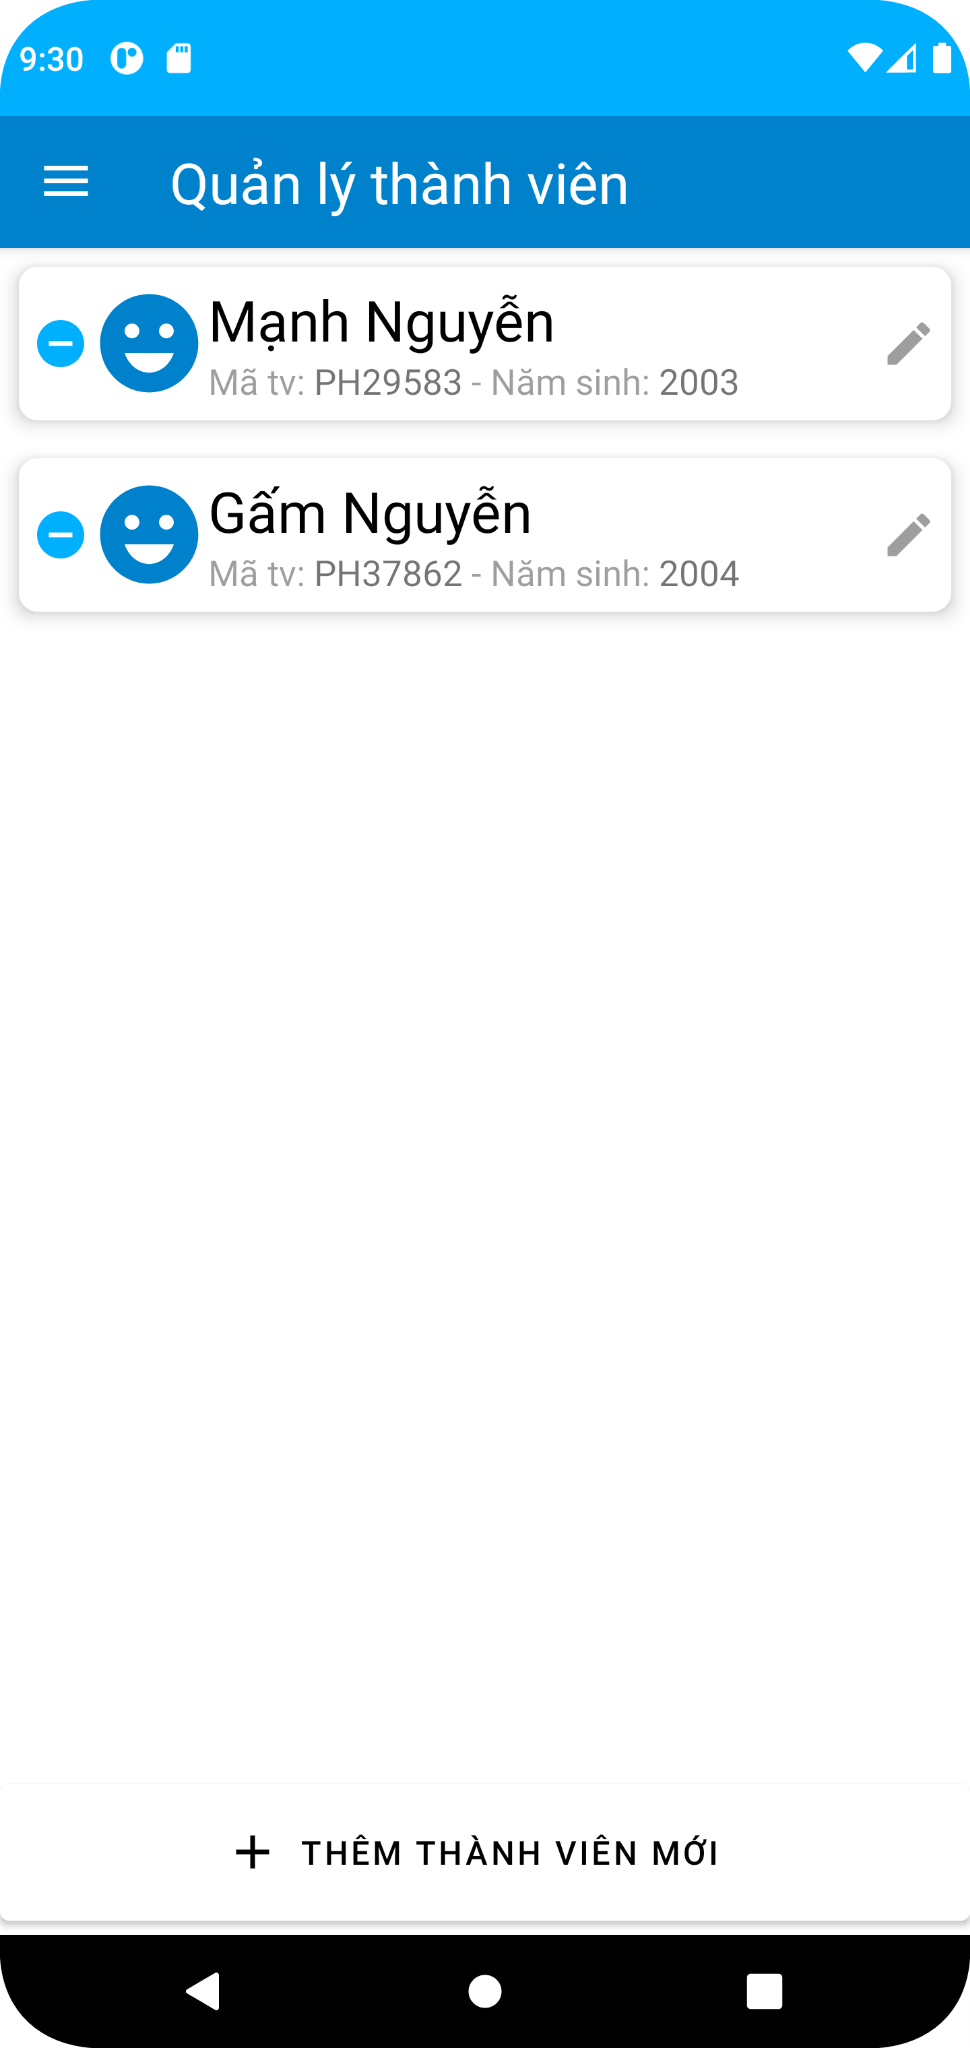 9:30
Quản lý thành viên
Mạnh Nguyễn
Mã tv: PH29583 - Năm sinh: 2003
Gấm Nguyễn
Mã tv: PH37862 - Năm sinh: 2004
THÊM THÀNH VIÊN MỚI